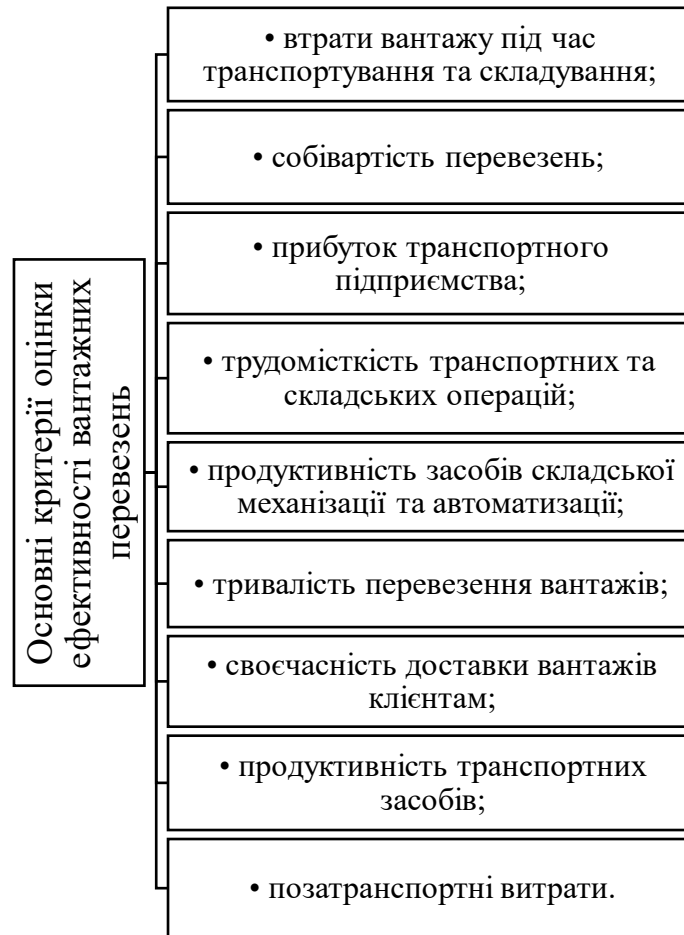 Основні критерії оцінки
ефективності вантажних
перевезень
• втрати вантажу під час
транспортування та складування;
• собівартість перевезень;
• прибуток транспортного
підприємства;
• трудомісткість транспортних та
складських операцій;
• продуктивність засобів складської
механізації та автоматизації;
• тривалість перевезення вантажів;
• своєчасність доставки вантажів
клієнтам;
• продуктивність транспортних
засобів;
• позатранспортні витрати.